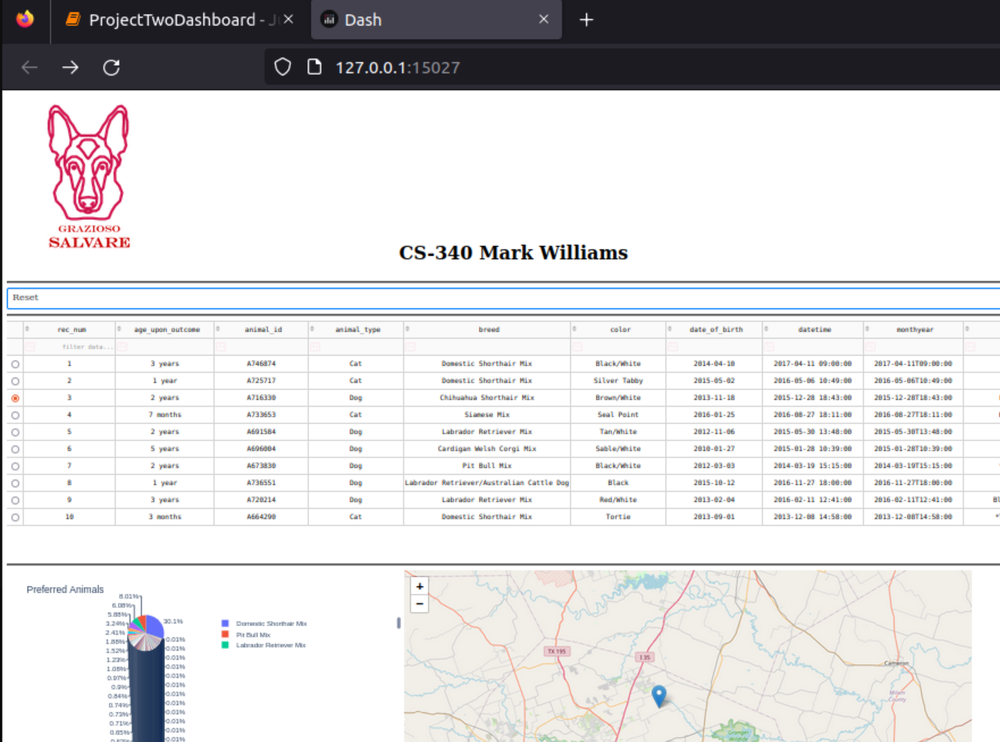 ProjectTwoDashboard - Ju
Dash
127.0.0.1:15027
GRAZIOSO
SALVARE
CS-340 Mark Williams
Reset
rec_num age_upon_outcome animal_id animal_type breed color date_of_birth datetime monthyear
filter data...
1 3 years A746874 Cat Domestic Shorthair Mix Black/White 2014-04-10 2017-04-11 09:00:00 2017-04-11T09:00:00
2 1 year A725717 Cat Domestic Shorthair Mix Silver Tabby 2015-05-02 2016-05-06 10:49:00 2016-05-06T10:49:00
3 2 years A716330 Dog Chihuahua Shorthair Mix Brown/White 2013-11-18 2015-12-28 18:43:00 2015-12-28T18:43:00
4 7 months A733653 Cat Siamese Mix Seal Point 2016-01-25 2016-08-27 18:11:00 2016-08-27T18:11:00
5 2 years A691584 Dog Labrador Retriever Mix Tan/White 2012-11-06 2015-05-30 13:48:00 2015-05-30T13:48:00
6 5 years A696004 Dog Cardigan Welsh Corgi Mix Sable/White 2010-01-27 2015-01-28 10:39:00 2015-01-28T10:39:00
7 2 years A673830 Dog Pit Bull Mix Black/White 2012-03-03 2014-03-19 15:15:00 2014-03-19T15:15:00
8 1 year A736551 Dog Labrador Retriever/Australian Cattle Dog Black 2015-10-12 2016-11-27 18:00:00 2016-11-27T18:00:00
9 3 years A720214 Dog Labrador Retriever Mix Red/White 2013-02-04 2016-02-11 12:41:00 2016-02-11T12:41:00
10 3 months A664290 Cat Domestic Shorthair Mix Tortie 2013-09-01 2013-12-08 14:58:00 2013-12-08T14:58:00
Preferred Animals
8.01%
6.08%
5.88%
3.24%
2.41%
1.88%
1.52%
1.23%
1.08%
0.97%
0.9%
0.84%
0.74%
0.73%
0.71%
0.65%
30.1%
0.01%
0.01%
0.01%
0.01%
0.01%
0.01%
0.01%
0.01%
0.01%
0.01%
0.01%
0.01%
Domestic Shorthair Mix
Pit Bull Mix
Labrador Retriever Mix
+
−
TX 195
I 35
Cameron
Milam
County
Granger
Wildlife